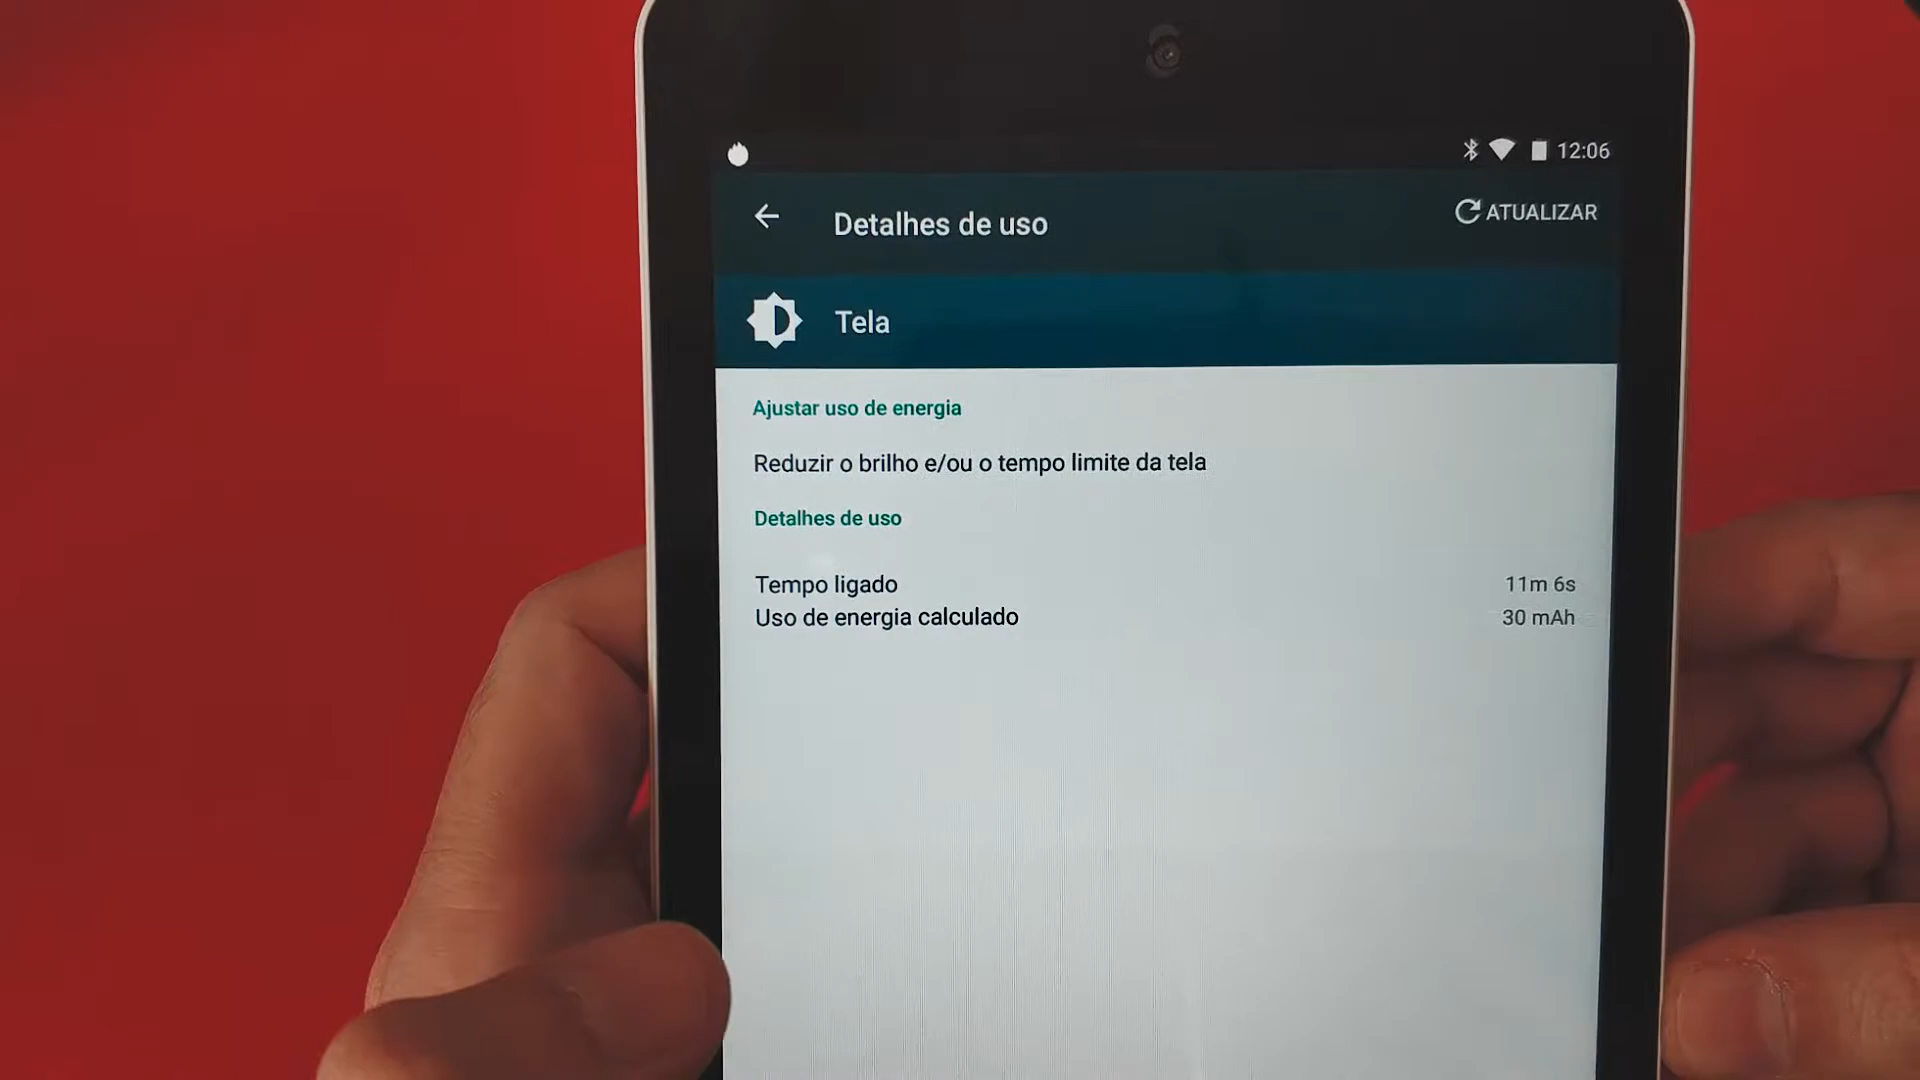 12:06
Detalhes de uso
ATUALIZAR
Tela
Ajustar uso de energia
Reduzir o brilho e/ou o tempo limite da tela
Detalhes de uso
Tempo ligado 11m 6s
Uso de energia calculado 30 mAh